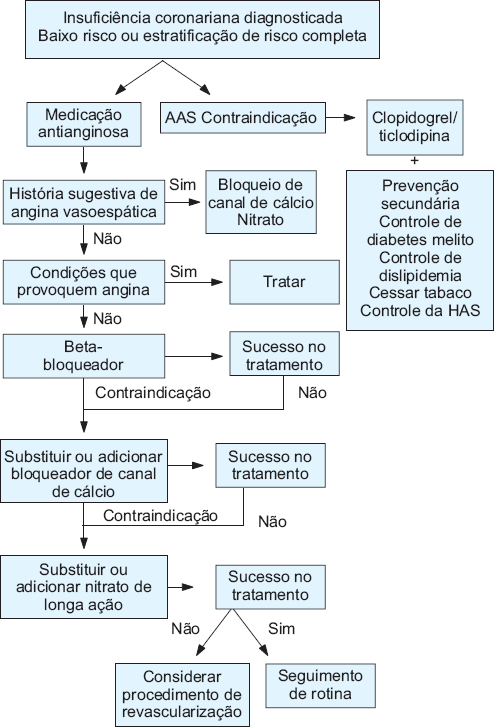 Insuficiência coronariana diagnosticada
Baixo risco ou estratificação de risco completa
Medicação
antianginosa
AAS Contraindicação
Clopidogrel/
ticlodipina
+
História sugestiva de
angina vasoespática
Sim
Bloqueio de
canal de cálcio
Nitrato
Prevenção
secundária
Controle de
diabetes melito
Controle de
dislipidemia
Cessar tabaco
Controle da HAS
Não
Condições que
provoquem angina
Sim
Tratar
Não
Beta-
bloqueador
Sucesso no
tratamento
Contraindicação
Não
Substituir ou adicionar
bloqueador de canal
de cálcio
Sucesso no
tratamento
Contraindicação
Não
Substituir ou
adicionar nitrato de
longa ação
Sucesso no
tratamento
Não
Sim
Considerar
procedimento de
revascularização
Seguimento
de rotina